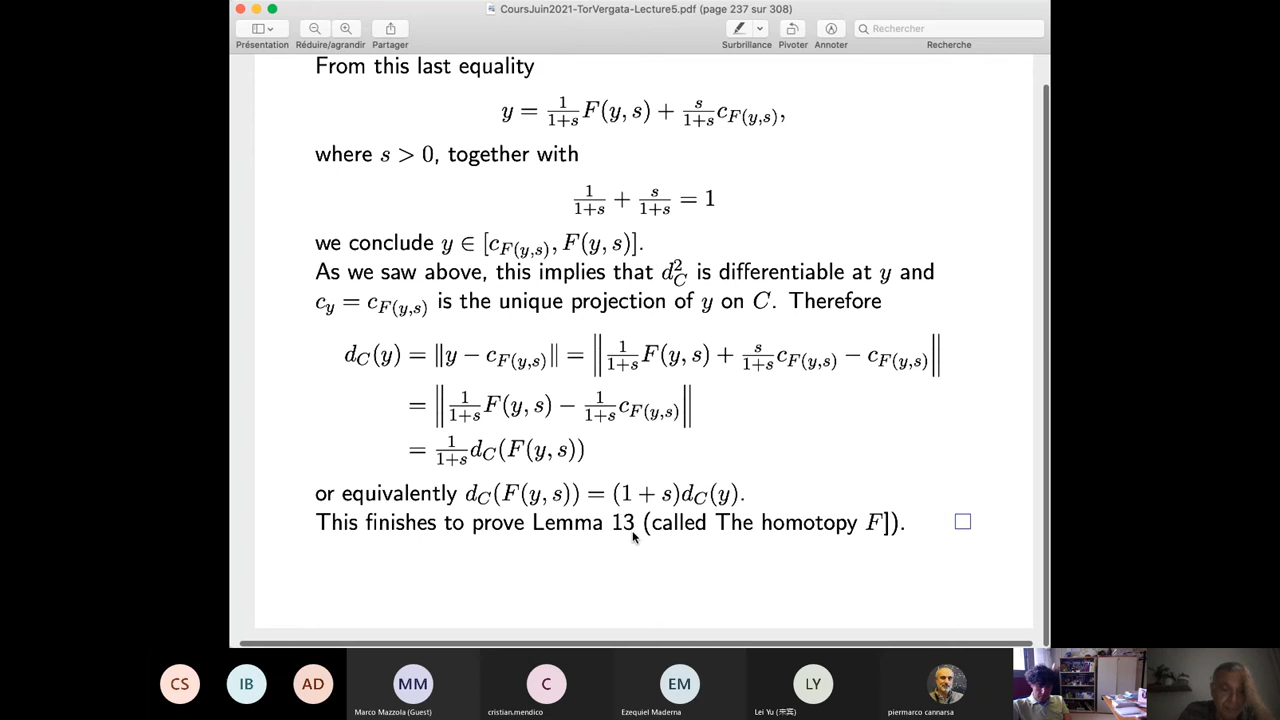 CoursJuin2021-TorVergata-Lecture5.pdf (page 237 sur 308)
Présentation Réduire/agrandir Partager Surbrillance Pivoter Annoter Rechercher Recherche
From this last equality
y = 1/(1+s) F(y, s) + s/(1+s) c_{F(y,s)},
where s > 0, together with
1/(1+s) + s/(1+s) = 1
we conclude y ∈ [c_{F(y,s)}, F(y, s)].
As we saw above, this implies that d_C^2 is differentiable at y and
c_y = c_{F(y,s)} is the unique projection of y on C. Therefore
d_C(y) = ‖y − c_{F(y,s)}‖ = ‖1/(1+s) F(y, s) + s/(1+s) c_{F(y,s)} − c_{F(y,s)}‖
= ‖1/(1+s) F(y, s) − 1/(1+s) c_{F(y,s)}‖
= 1/(1+s) d_C(F(y, s))
or equivalently d_C(F(y, s)) = (1 + s)d_C(y).
This finishes to prove Lemma 13 (called The homotopy F]). □
CS IB AD MM C EM LY
Marco Mazzola (Guest) cristian.mendico Ezequiel Maderna Lei Yu (宋寅) piermarco cannarsa